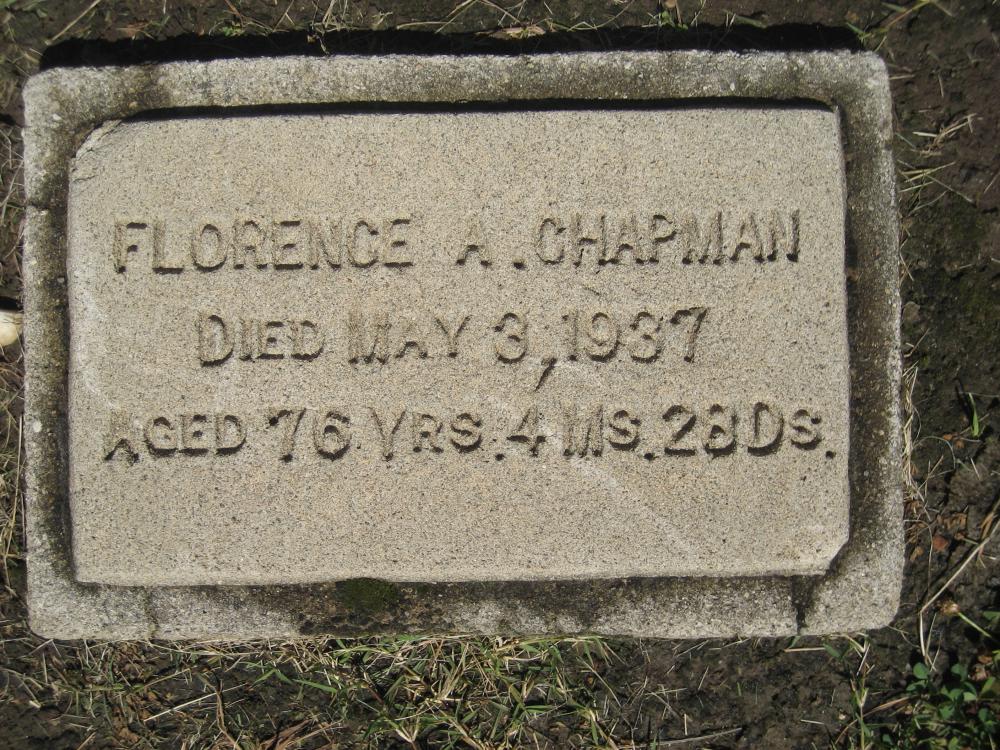 FLORENCE A. CHAPMAN
DIED MAY 3, 1937
AGED 76 YRS. 4 MS. 28 DS.